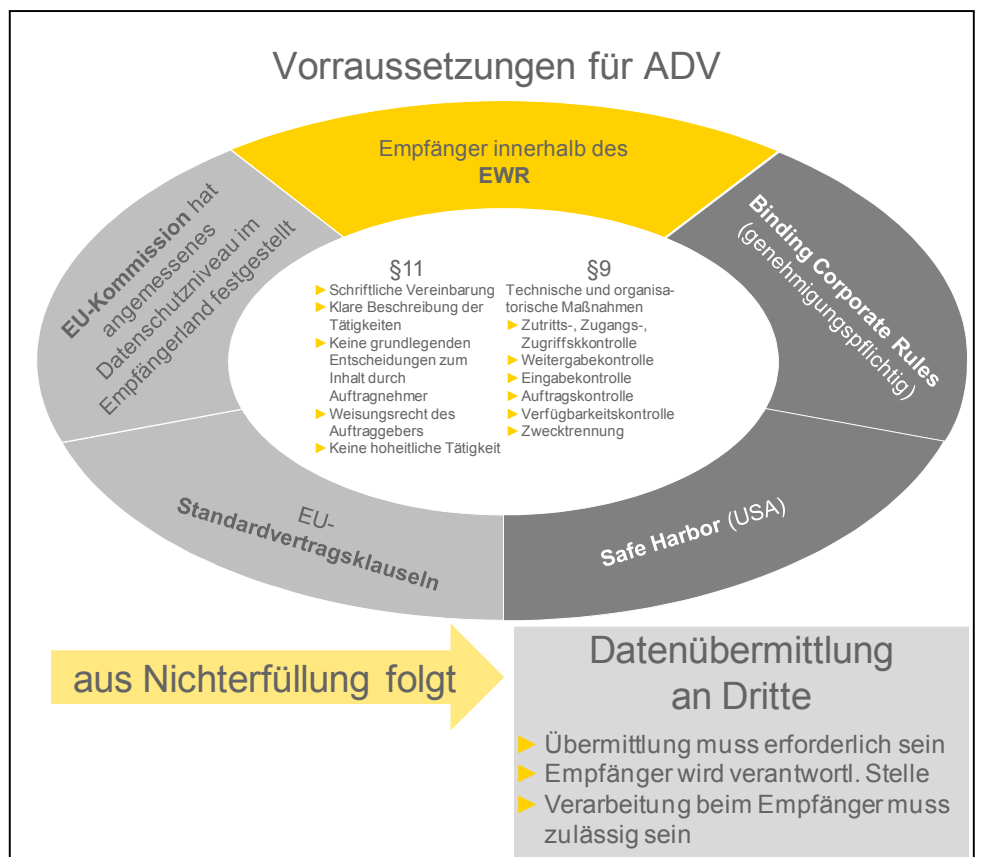 Vorraussetzungen für ADV
Empfänger innerhalb des
EWR
EU-Kommission hat
angemessenes
Datenschutzniveau im
Empfängerland festgestellt
Binding Corporate Rules
(genehmigungspflichtig)
§11
► Schriftliche Vereinbarung
► Klare Beschreibung der
Tätigkeiten
► Keine grundlegenden
Entscheidungen zum
Inhalt durch
Auftragnehmer
► Weisungsrecht des
Auftraggebers
► Keine hoheitliche Tätigkeit
§9
Technische und organisa-
torische Maßnahmen
► Zutritts-, Zugangs-,
Zugriffskkontrolle
► Weitergabekontrolle
► Eingabekontrolle
► Auftragskontrolle
► Verfügbarkeitskontrolle
► Zwecktrennung
EU-
Standardvertragsklauseln
Safe Harbor (USA)
aus Nichterfüllung folgt
Datenübermittlung
an Dritte
► Übermittlung muss erforderlich sein
► Empfänger wird verantwortl. Stelle
► Verarbeitung beim Empfänger muss
zulässig sein